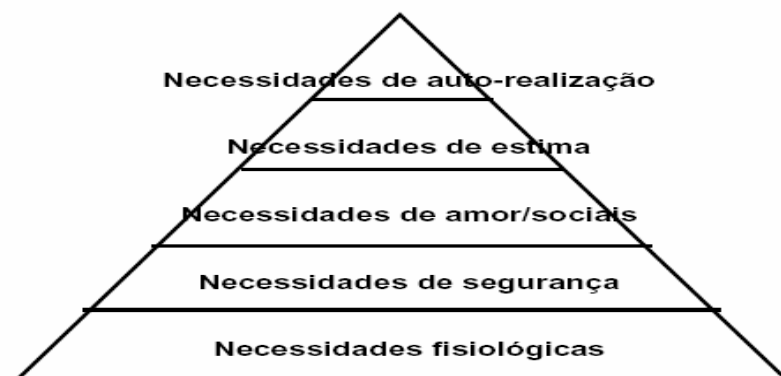 Necessidades de auto-realização
Necessidades de estima
Necessidades de amor/sociais
Necessidades de segurança
Necessidades fisiológicas